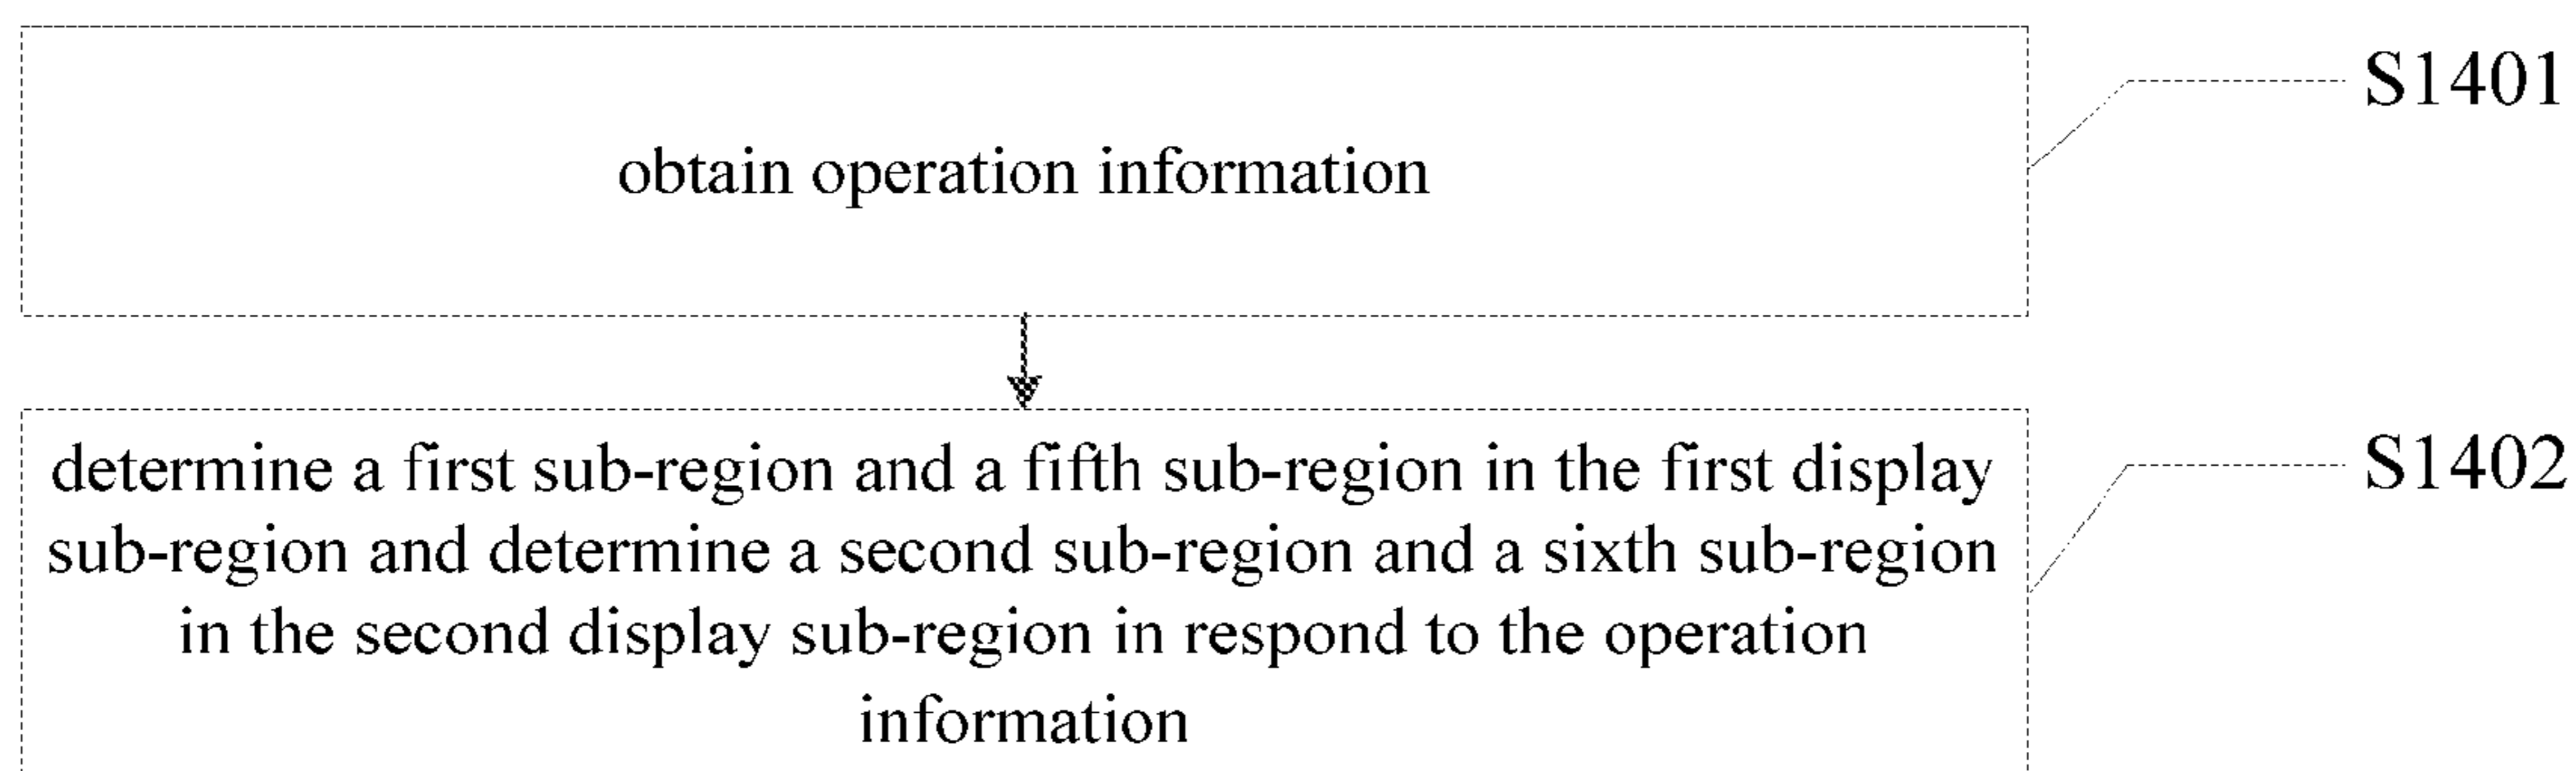 obtain operation information
S1401
determine a first sub-region and a fifth sub-region in the first display
sub-region and determine a second sub-region and a sixth sub-region
in the second display sub-region in respond to the operation
information
S1402